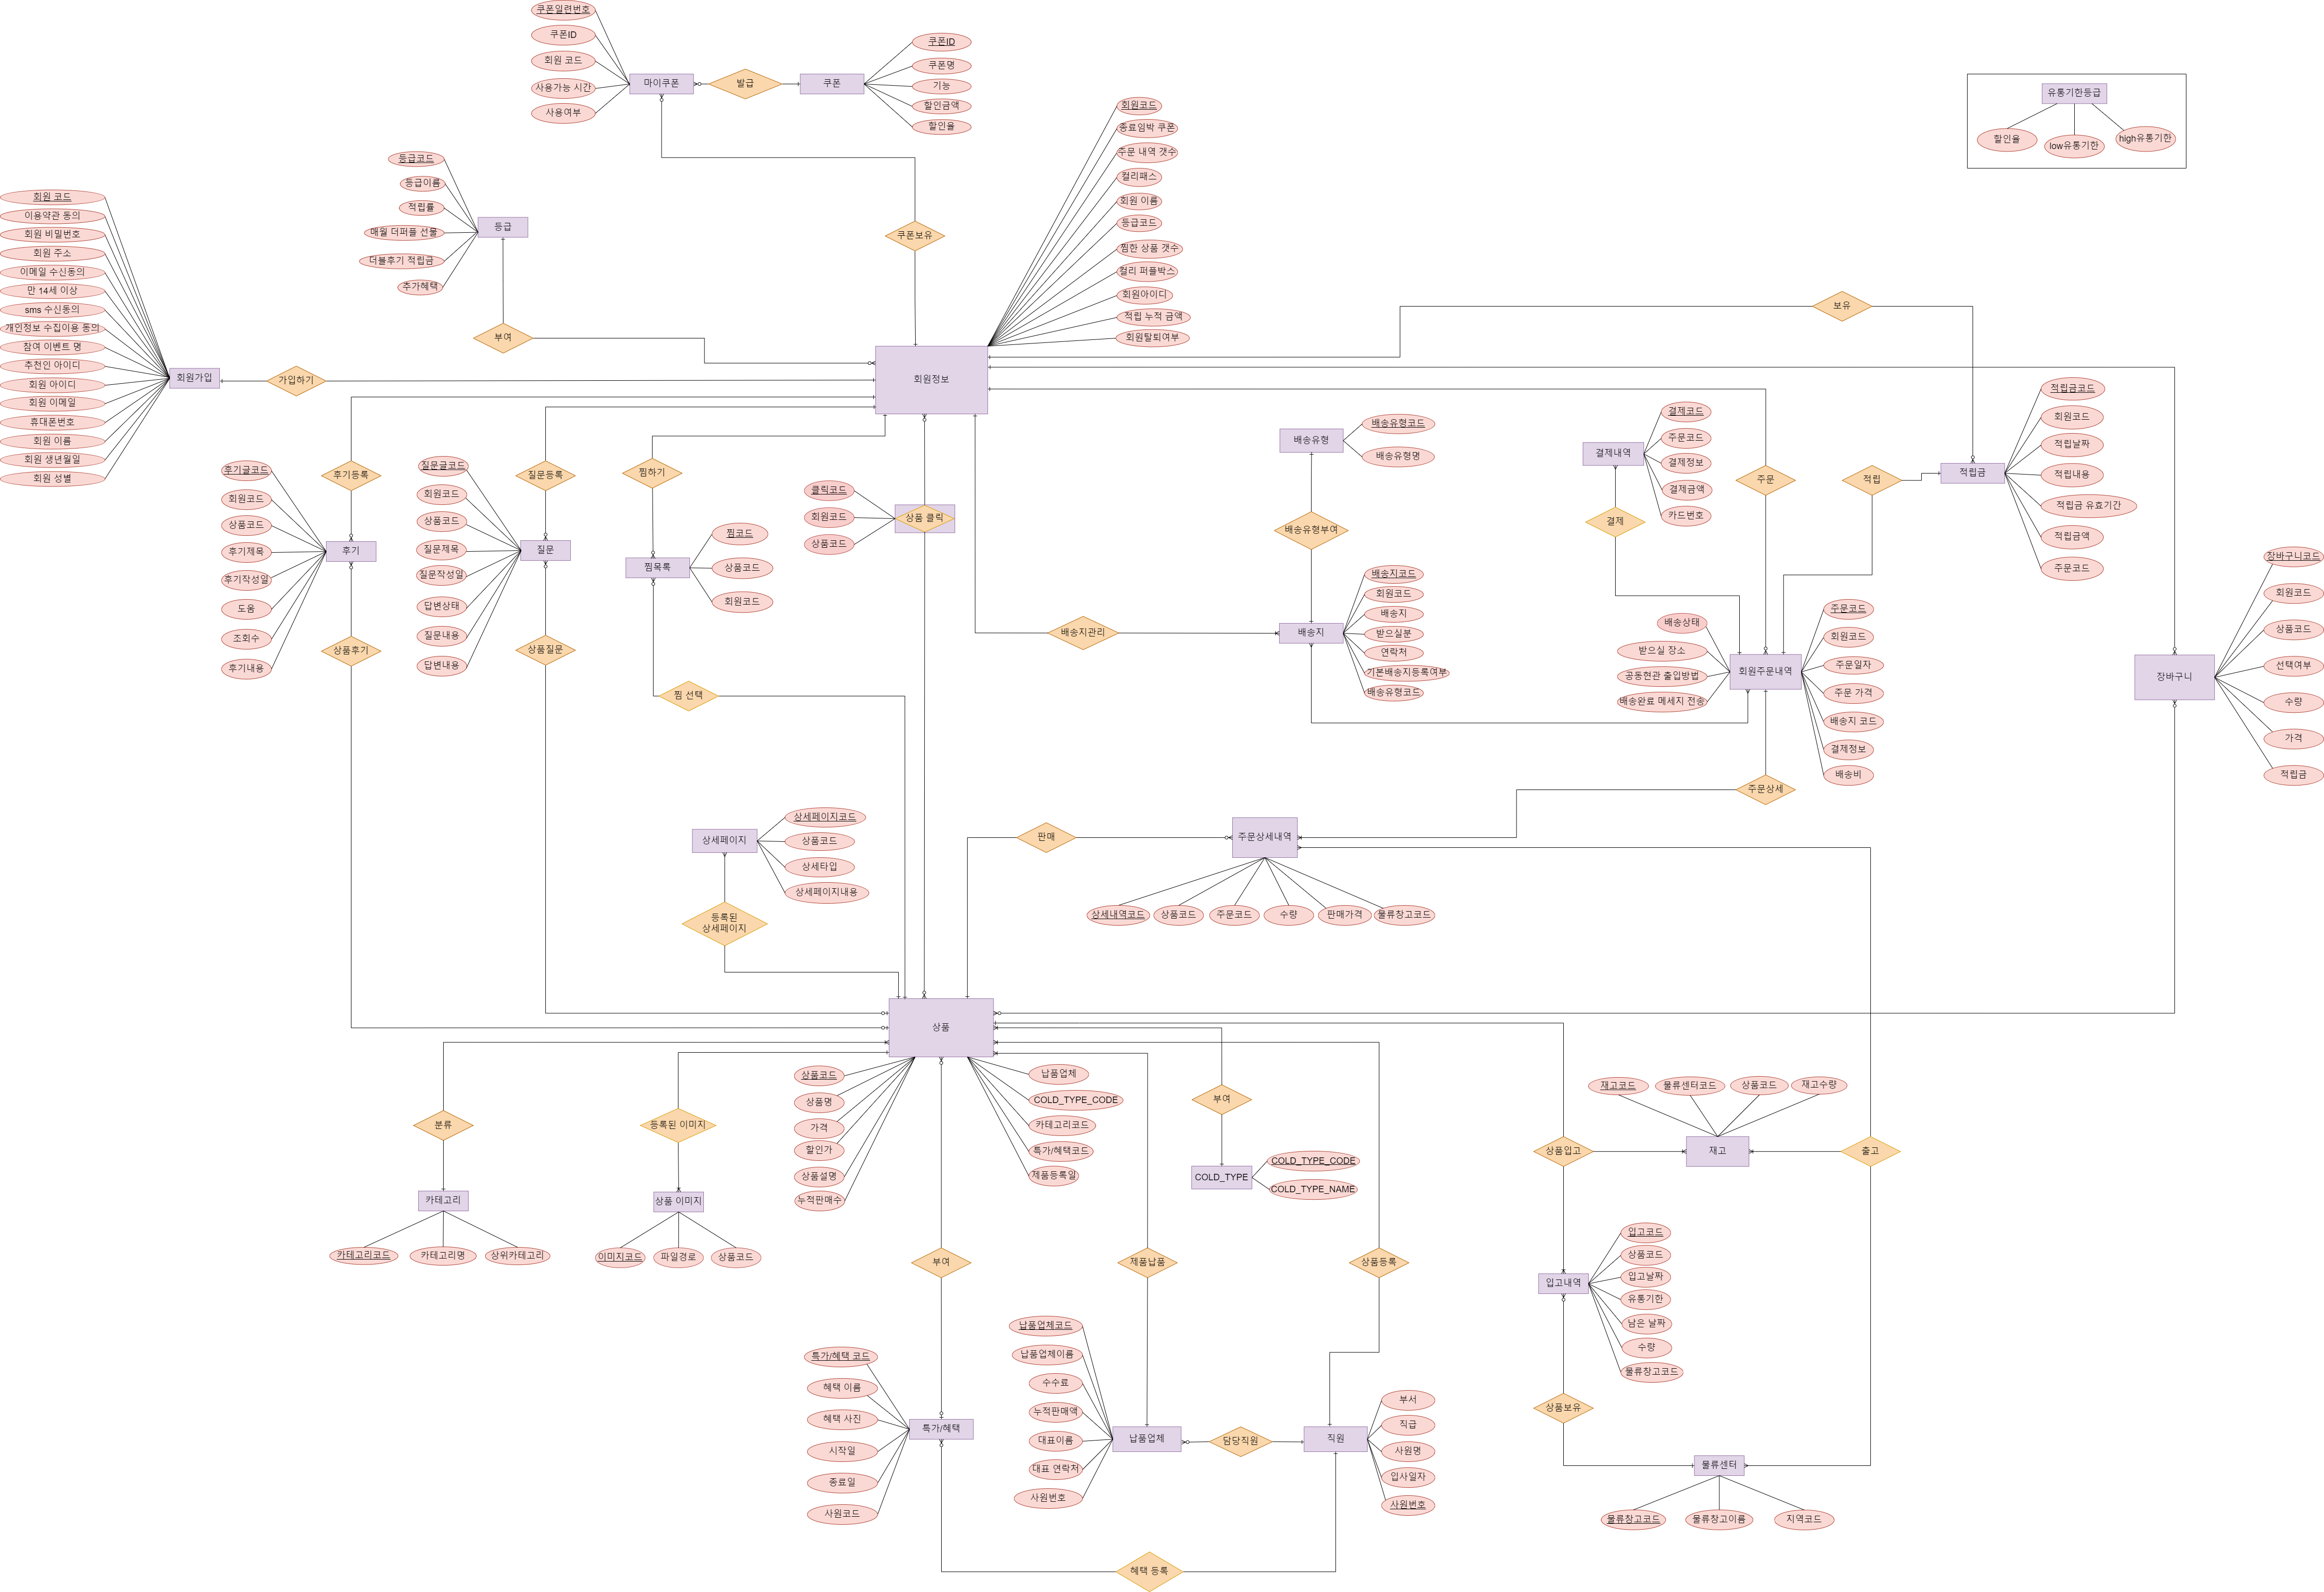 쿠폰일련번호
쿠폰ID
회원 코드
사용가능 시간
사용여부
마이쿠폰
발급
쿠폰
쿠폰ID
쿠폰명
기능
할인금액
할인율
유통기한등급
할인율
low유통기한
high유통기한
회원코드
종료임박 쿠폰
주문 내역 갯수
컬리패스
회원 이름
등급코드
찜한 상품 갯수
컬리 퍼플박스
회원아이디
적립 누적 금액
회원탈퇴여부
등급코드
등급이름
적립률
매월 더퍼플 선물
더블후기 적립금
추가혜택
등급
쿠폰보유
부여
보유
회원 코드
이용약관 동의
회원 비밀번호
회원 주소
이메일 수신동의
만 14세 이상
sms 수신동의
개인정보 수집이용 동의
참여 이벤트 명
추천인 아이디
회원 아이디
회원 이메일
휴대폰번호
회원 이름
회원 생년월일
회원 성별
회원가입
가입하기
회원정보
후기글코드
회원코드
상품코드
후기제목
후기작성일
도움
조회수
후기내용
후기등록
후기
상품후기
질문글코드
회원코드
상품코드
질문제목
질문작성일
답변상태
질문내용
답변내용
질문등록
질문
상품질문
찜하기
찜목록
찜코드
상품코드
회원코드
찜 선택
클릭코드
회원코드
상품코드
상품 클릭
배송유형
배송유형코드
배송유형명
배송유형부여
배송지관리
배송지
배송지코드
회원코드
배송지
받으실분
연락처
기본배송지등록여부
배송유형코드
결제내역
결제코드
주문코드
결제정보
결제금액
카드번호
결제
주문
적립
적립금
적립금코드
회원코드
적립날짜
적립내용
적립금 유효기간
적립금액
주문코드
배송상태
받으실 장소
공동현관 출입방법
배송완료 메세지 전송
회원주문내역
주문코드
회원코드
주문일자
주문 가격
배송지 코드
결제정보
배송비
장바구니
장바구니코드
회원코드
상품코드
선택여부
수량
가격
적립금
주문상세
상세페이지
상세페이지코드
상품코드
상세타입
상세페이지내용
등록된
상세페이지
판매
주문상세내역
상세내역코드
상품코드
주문코드
수량
판매가격
물류창고코드
상품
상품코드
상품명
가격
할인가
상품설명
누적판매수
납품업체
COLD_TYPE_CODE
카테고리코드
특가/혜택코드
제품등록일
분류
카테고리
카테고리코드
카테고리명
상위카테고리
등록된 이미지
상품 이미지
이미지코드
파일경로
상품코드
부여
COLD_TYPE
COLD_TYPE_CODE
COLD_TYPE_NAME
재고코드
물류센터코드
상품코드
재고수량
상품입고
재고
출고
부여
제품납품
상품등록
입고내역
입고코드
상품코드
입고날짜
유통기한
남은 날짜
수량
물류창고코드
상품보유
특가/혜택 코드
혜택 이름
혜택 사진
시작일
종료일
사원코드
특가/혜택
납품업체코드
납품업체이름
수수료
누적판매액
대표이름
대표 연락처
사원번호
납품업체
담당직원
직원
부서
직급
사원명
입사일자
사원번호
물류센터
물류창고코드
물류창고이름
지역코드
혜택 등록